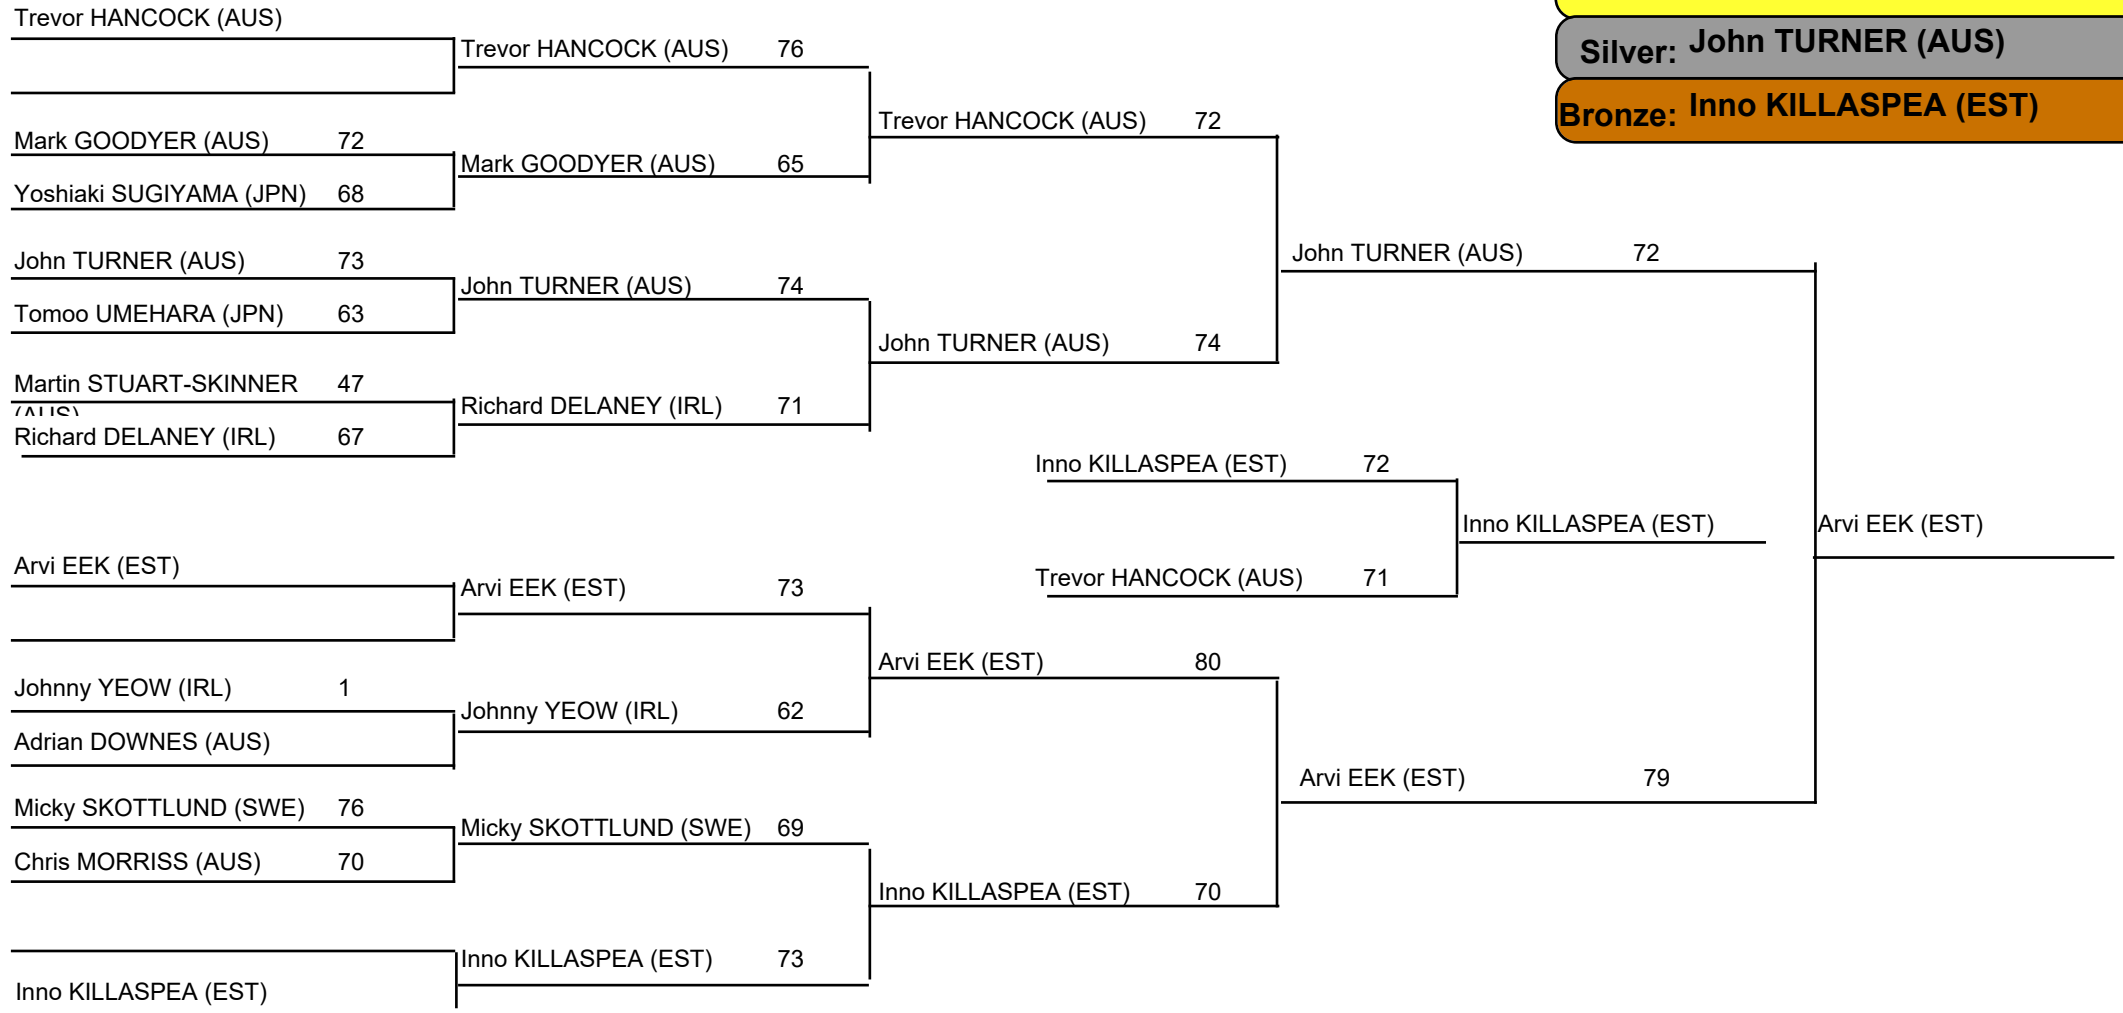 Trevor HANCOCK (AUS)
Mark GOODYER (AUS) 72
Yoshiaki SUGIYAMA (JPN) 68
John TURNER (AUS) 73
Tomoo UMEHARA (JPN) 63
Martin STUART-SKINNER 47
(AUS)
Richard DELANEY (IRL) 67
Arvi EEK (EST)
Johnny YEOW (IRL) 1
Adrian DOWNES (AUS)
Micky SKOTTLUND (SWE) 76
Chris MORRISS (AUS) 70
Inno KILLASPEA (EST)
Trevor HANCOCK (AUS) 76
Mark GOODYER (AUS) 65
John TURNER (AUS) 74
Richard DELANEY (IRL) 71
Arvi EEK (EST) 73
Johnny YEOW (IRL) 62
Micky SKOTTLUND (SWE) 69
Inno KILLASPEA (EST) 73
Trevor HANCOCK (AUS) 72
John TURNER (AUS) 74
Arvi EEK (EST) 80
Inno KILLASPEA (EST) 70
Inno KILLASPEA (EST) 72
Trevor HANCOCK (AUS) 71
Inno KILLASPEA (EST)
John TURNER (AUS) 72
Arvi EEK (EST) 79
Arvi EEK (EST)
Silver: John TURNER (AUS)
Bronze: Inno KILLASPEA (EST)